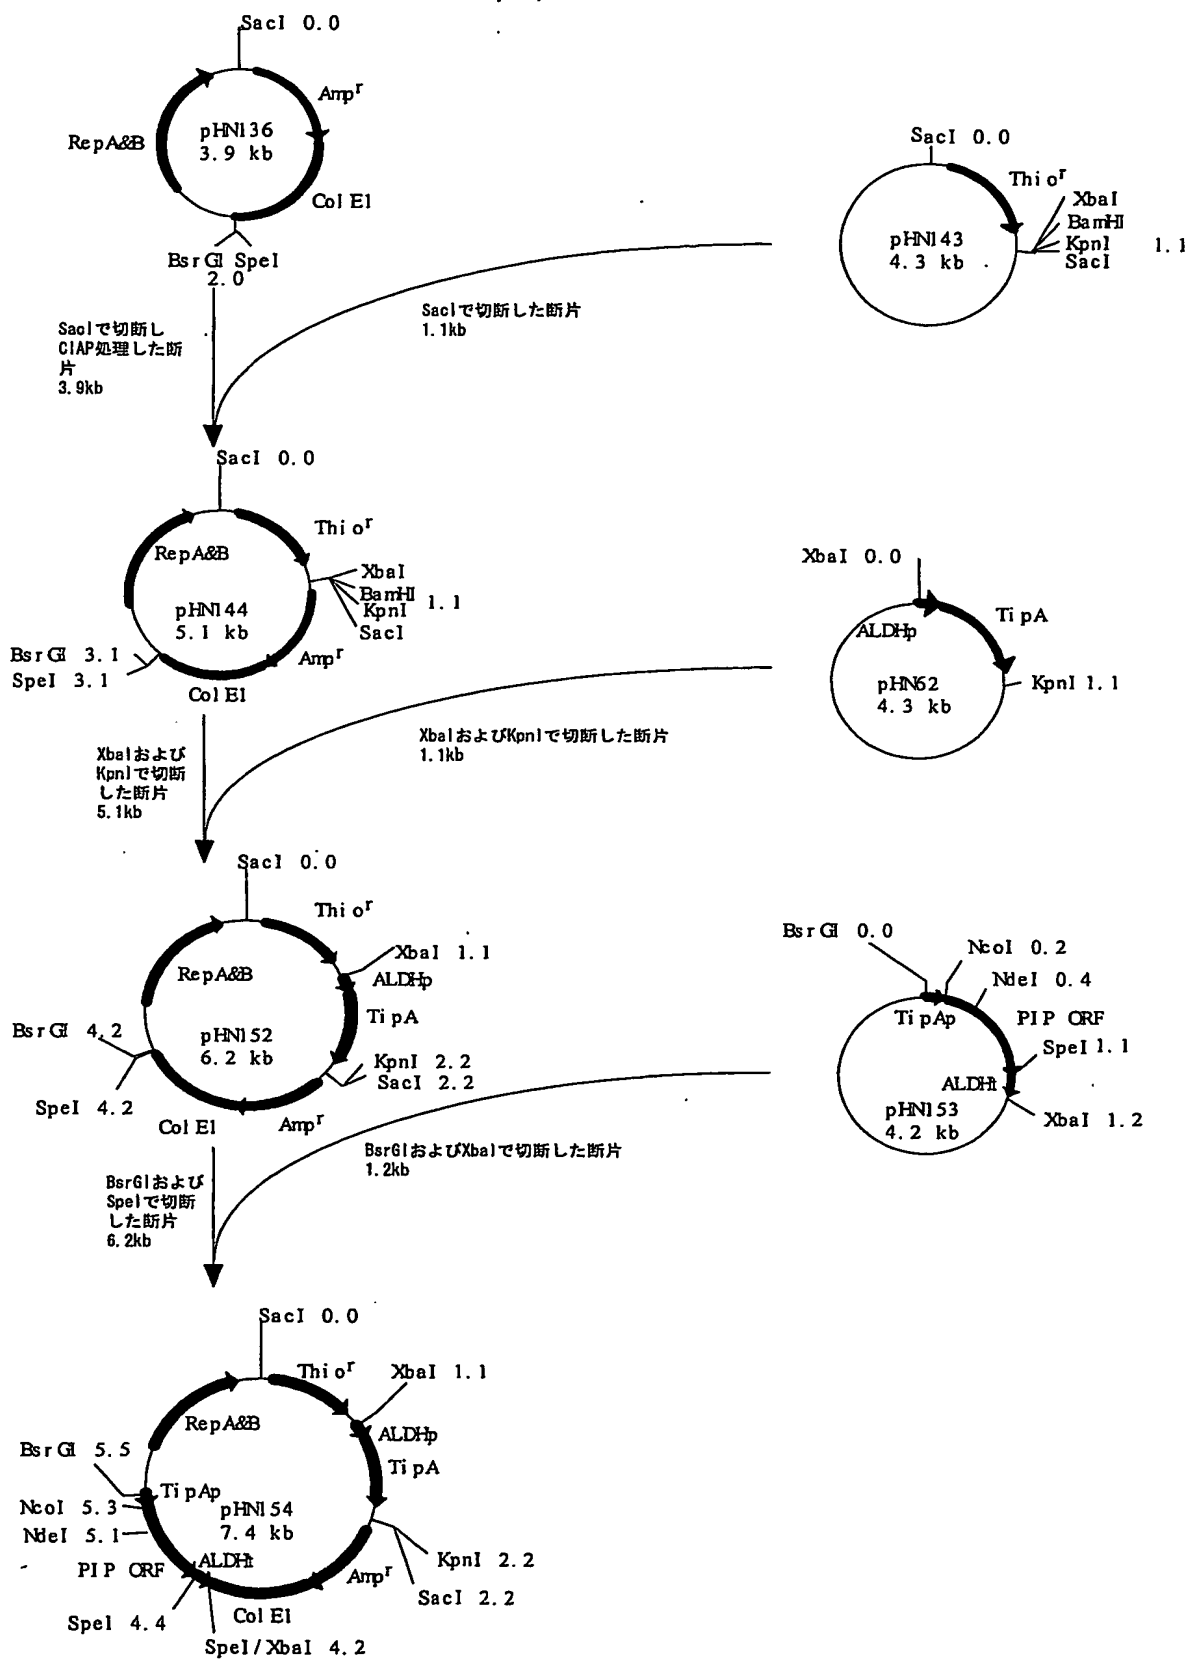 SacI 0.0
Ampʳ
pHN136
3.9 kb
RepA&B
Col E1
BsrGI SpeI
2.0
SacI 0.0
Thioʳ
XbaI
BamHI
KpnI 1.1
SacI
pHN143
4.3 kb
SacIで切断し
CIAP処理した断
片
3.9kb
SacIで切断した断片
1.1kb
SacI 0.0
Thioʳ
RepA&B
XbaI
BamHI
KpnI 1.1
SacI
pHN144
5.1 kb
Ampʳ
BsrGI 3.1
SpeI 3.1
Col E1
XbaI 0.0
ALDHp
TipA
pHN62
4.3 kb
KpnI 1.1
XbaIおよび
KpnIで切断
した断片
5.1kb
XbaIおよびKpnIで切断した断片
1.1kb
SacI 0.0
Thioʳ
XbaI 1.1
RepA&B
ALDHp
TipA
BsrGI 4.2
pHN152
6.2 kb
KpnI 2.2
SacI 2.2
SpeI 4.2
Col E1
Ampʳ
BsrGI 0.0
NcoI 0.2
NdeI 0.4
TipAp
PIP ORF
SpeI 1.1
ALDHt
pHN153
4.2 kb
XbaI 1.2
BsrGIおよび
SpeIで切断
した断片
6.2kb
BsrGIおよびXbaIで切断した断片
1.2kb
SacI 0.0
Thioʳ
XbaI 1.1
RepA&B
ALDHp
TipA
BsrGI 5.5
TipAp
NcoI 5.3
pHN154
7.4 kb
NdeI 5.1
PIP ORF
ALDHt
Ampʳ
KpnI 2.2
SacI 2.2
SpeI 4.4
Col E1
SpeI/XbaI 4.2